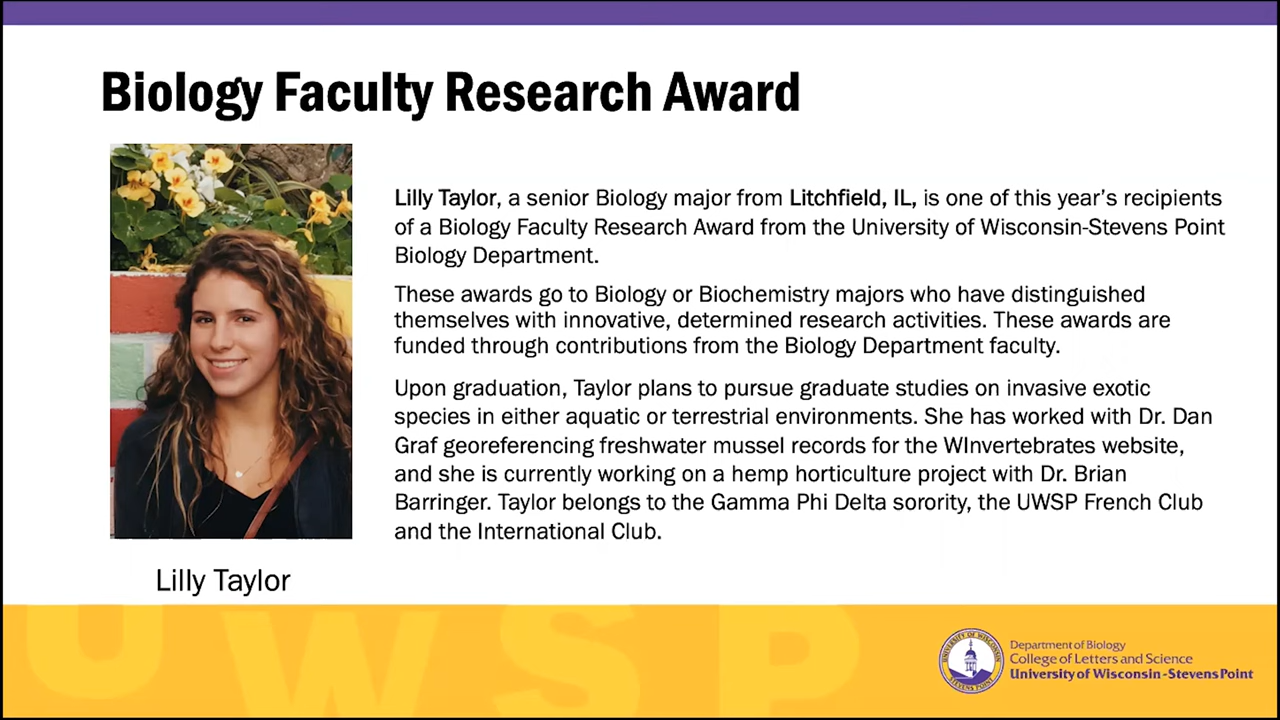 Biology Faculty Research Award
Lilly Taylor, a senior Biology major from Litchfield, IL, is one of this year's recipients
of a Biology Faculty Research Award from the University of Wisconsin-Stevens Point
Biology Department.
These awards go to Biology or Biochemistry majors who have distinguished
themselves with innovative, determined research activities. These awards are
funded through contributions from the Biology Department faculty.
Upon graduation, Taylor plans to pursue graduate studies on invasive exotic
species in either aquatic or terrestrial environments. She has worked with Dr. Dan
Graf georeferencing freshwater mussel records for the WInvertebrates website,
and she is currently working on a hemp horticulture project with Dr. Brian
Barringer. Taylor belongs to the Gamma Phi Delta sorority, the UWSP French Club
and the International Club.
Lilly Taylor
UWSP
UNIVERSITY OF WISCONSIN
STEVENS POINT
Department of Biology
College of Letters and Science
University of Wisconsin-Stevens Point